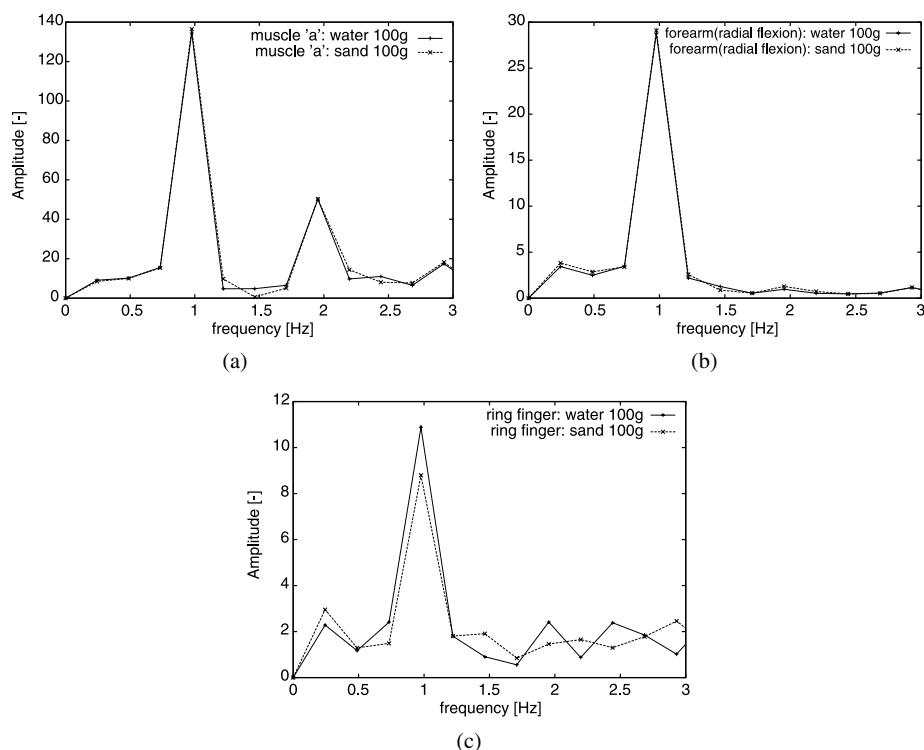 muscle 'a': water 100g
muscle 'a': sand 100g
Amplitude [-]
140
120
100
80
60
40
20
0
0 0.5 1 1.5 2 2.5 3
frequency [Hz]
(a)
forearm(radial flexion): water 100g
forearm(radial flexion): sand 100g
Amplitude [-]
30
25
20
15
10
5
0
0 0.5 1 1.5 2 2.5 3
frequency [Hz]
(b)
ring finger: water 100g
ring finger: sand 100g
Amplitude [-]
12
10
8
6
4
2
0
0 0.5 1 1.5 2 2.5 3
frequency [Hz]
(c)